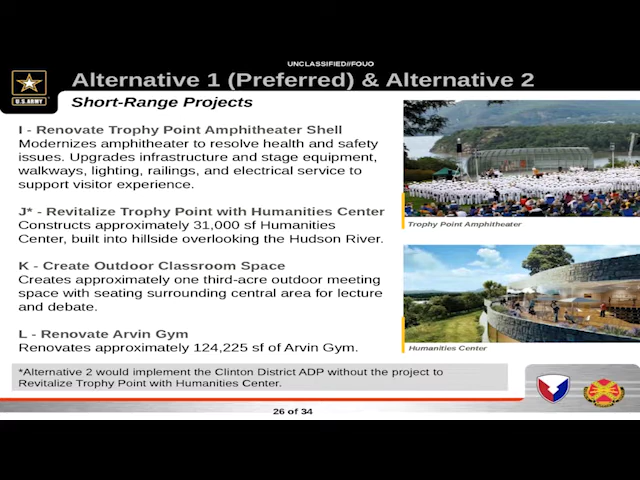 UNCLASSIFIED//FOUO
Alternative 1 (Preferred) & Alternative 2
U.S. ARMY
Short-Range Projects
I - Renovate Trophy Point Amphitheater Shell
Modernizes amphitheater to resolve health and safety
issues. Upgrades infrastructure and stage equipment,
walkways, lighting, railings, and electrical service to
support visitor experience.
J* - Revitalize Trophy Point with Humanities Center
Constructs approximately 31,000 sf Humanities
Center, built into hillside overlooking the Hudson River.
K - Create Outdoor Classroom Space
Creates approximately one third-acre outdoor meeting
space with seating surrounding central area for lecture
and debate.
L - Renovate Arvin Gym
Renovates approximately 124,225 sf of Arvin Gym.
Trophy Point Amphitheater
Humanities Center
*Alternative 2 would implement the Clinton District ADP without the project to
Revitalize Trophy Point with Humanities Center.
26 of 34